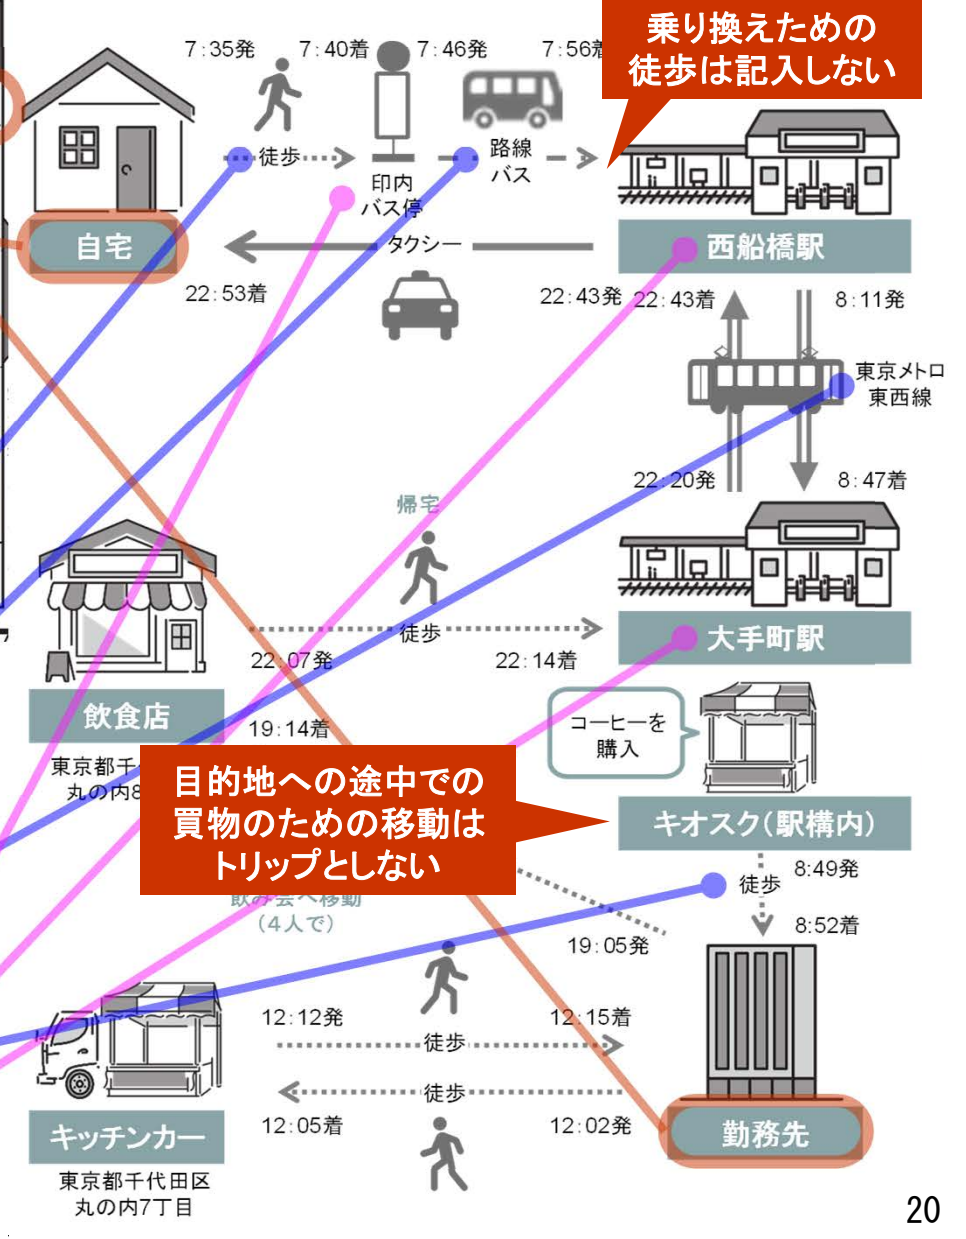 乗り換えための
徒歩は記入しない
7:35発
7:40着
7:46発
7:56着
徒歩
印内
バス停
路線
バス
自宅
タクシー
西船橋駅
22:53着
22:43発
22:43着
8:11発
東京メトロ
東西線
22:20発
8:47着
帰宅
徒歩
大手町駅
22:07発
22:14着
飲食店
19:14着
コーヒーを
購入
東京都千代
丸の内8
目的地への途中での
買物のための移動は
トリップとしない
キオスク（駅構内）
8:49発
徒歩
飲み会へ移動
（4人で）
8:52着
19:05発
12:12発
12:15着
徒歩
徒歩
12:05着
12:02発
キッチンカー
勤務先
東京都千代田区
丸の内7丁目
20